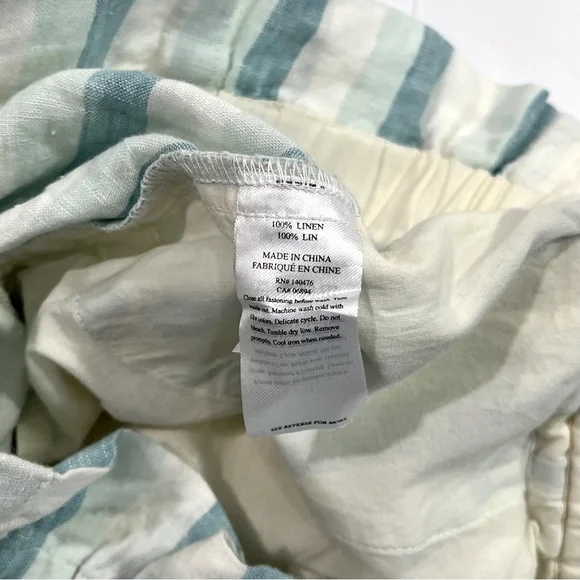 100% LINEN
100% LIN
MADE IN CHINA
FABRIQUÉ EN CHINE
RN# 140476
CA# 06894
Close all fastening before wash. Turn
inside out. Machine wash cold with
like colors. Delicate cycle. Do not
bleach. Tumble dry low. Remove
promptly. Cool iron when needed.
SEE REVERSE FOR MORE